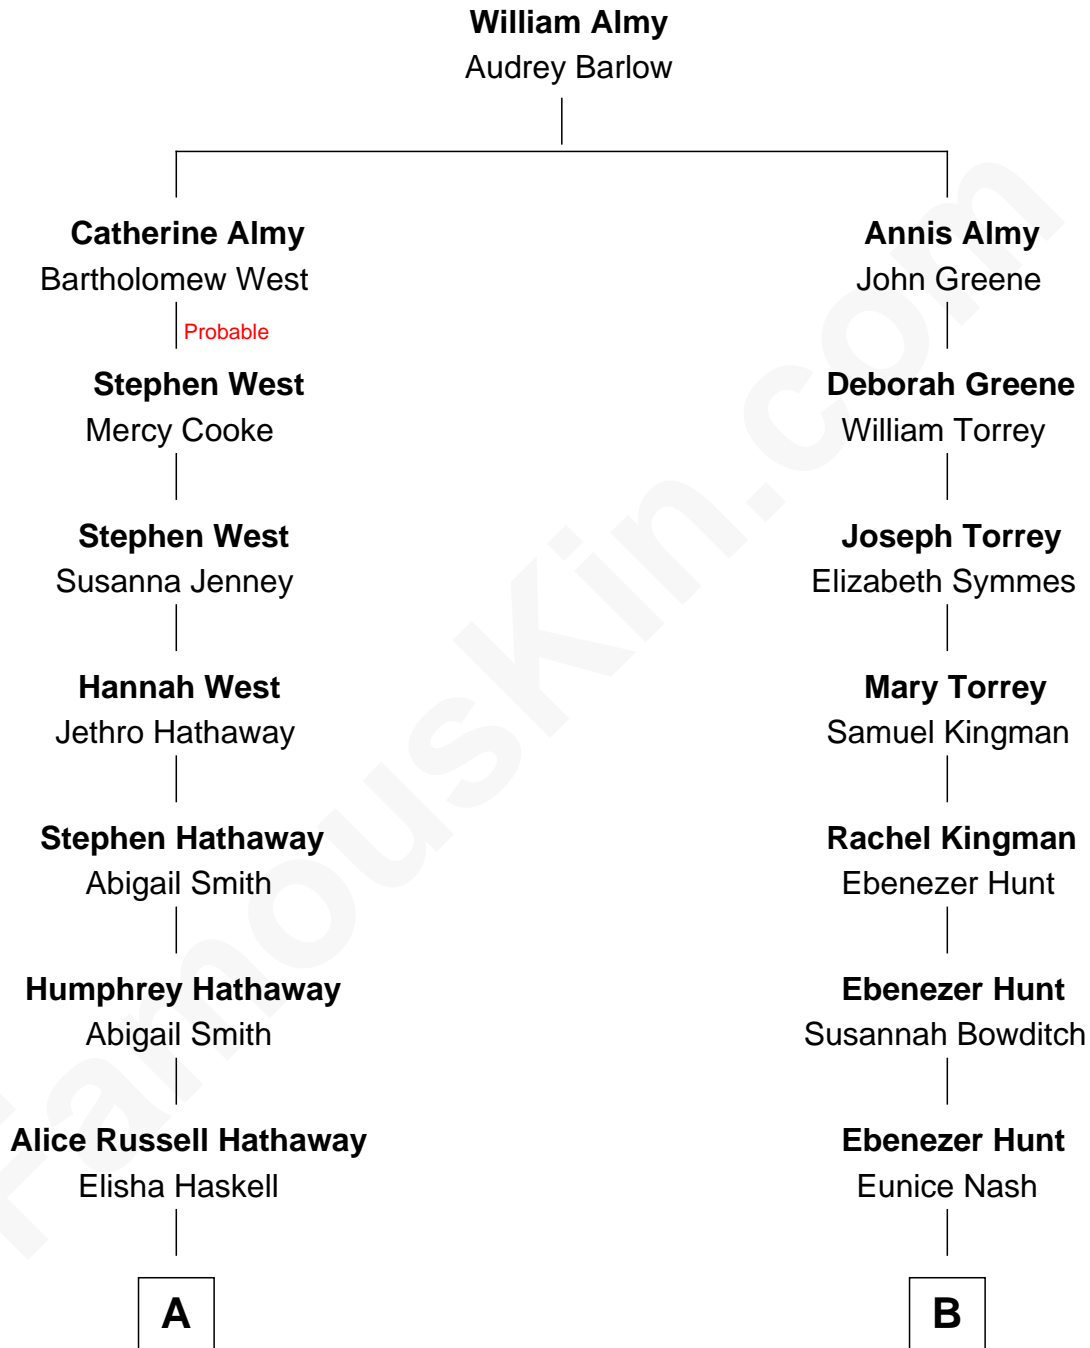 William Almy
Audrey Barlow
Catherine Almy
Bartholomew West
Probable
Stephen West
Mercy Cooke
Stephen West
Susanna Jenney
Hannah West
Jethro Hathaway
Stephen Hathaway
Abigail Smith
Humphrey Hathaway
Abigail Smith
Alice Russell Hathaway
Elisha Haskell
A
Annis Almy
John Greene
Deborah Greene
William Torrey
Joseph Torrey
Elizabeth Symmes
Mary Torrey
Samuel Kingman
Rachel Kingman
Ebenezer Hunt
Ebenezer Hunt
Susannah Bowditch
Ebenezer Hunt
Eunice Nash
B
FamousKin.com